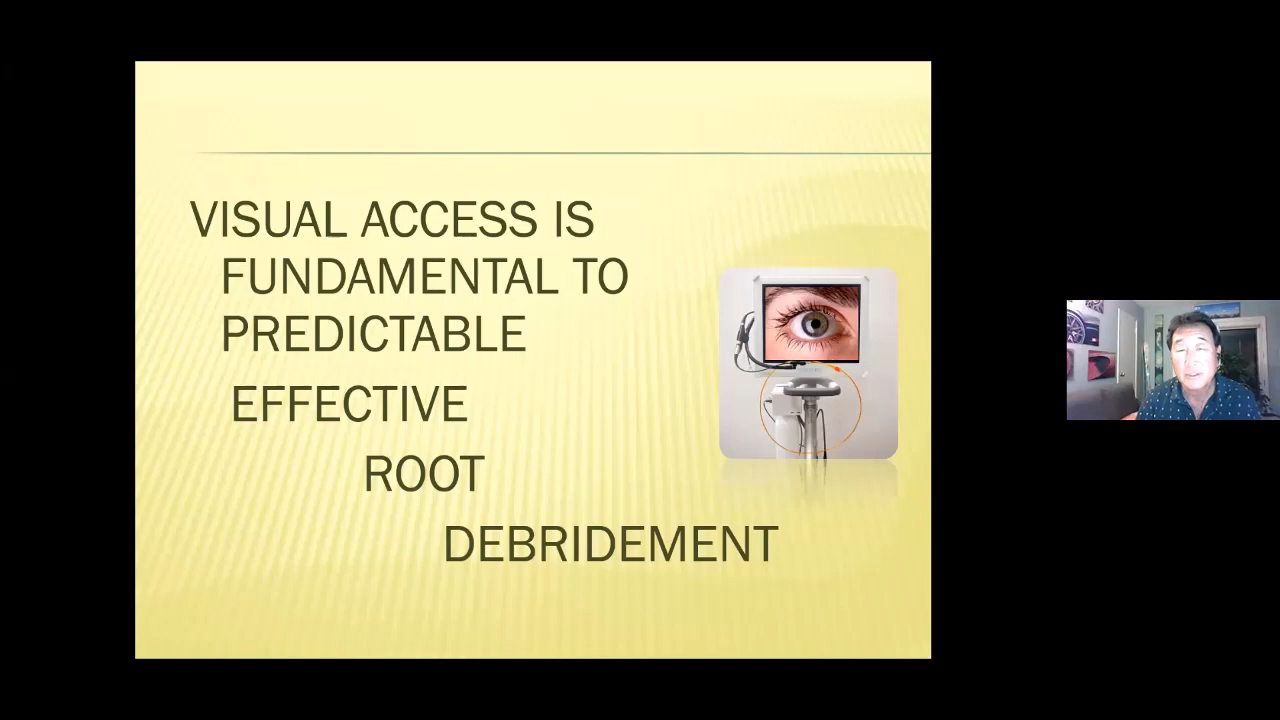 VISUAL ACCESS IS
FUNDAMENTAL TO
PREDICTABLE
EFFECTIVE
ROOT
DEBRIDEMENT